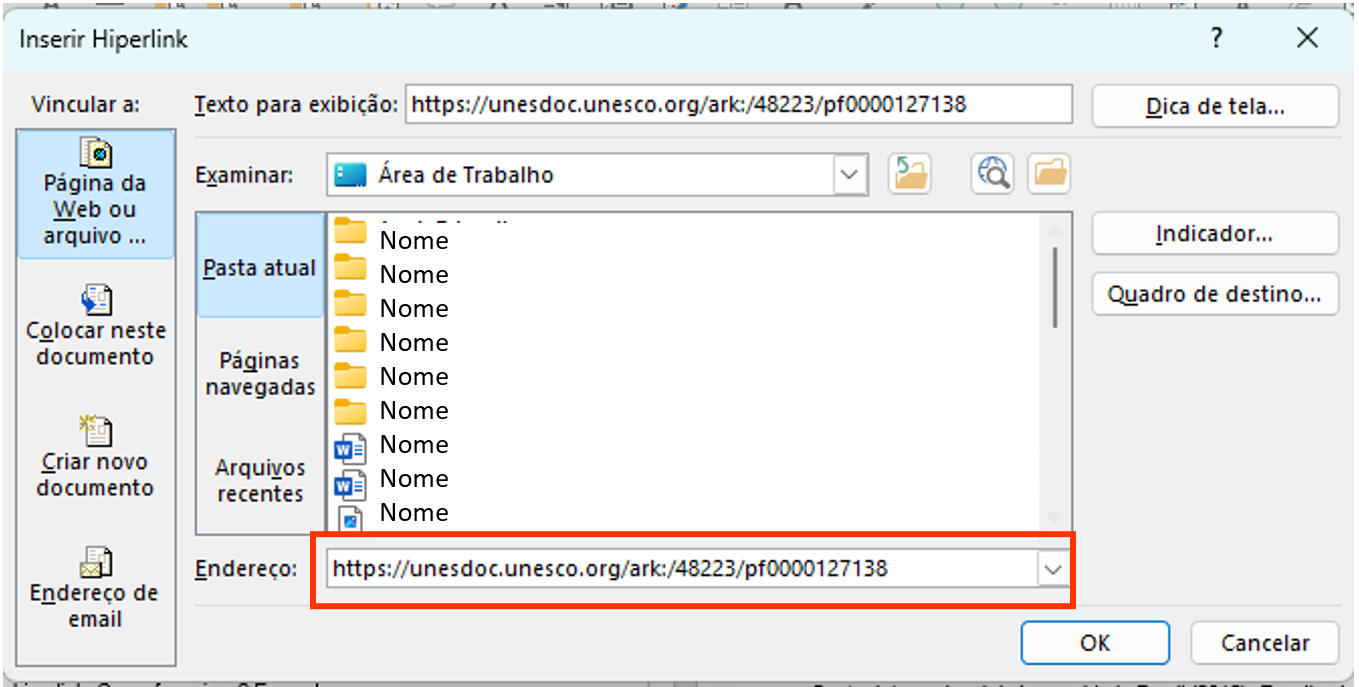 Inserir Hiperlink
? ×
Vincular a:
Texto para exibição: https://unesdoc.unesco.org/ark:/48223/pf0000127138
Dica de tela...
Página da
Web ou
arquivo ...
Examinar: Área de Trabalho
Pasta atual
Nome
Nome
Nome
Nome
Nome
Nome
Nome
Nome
Nome
Indicador...
Quadro de destino...
Colocar neste
documento
Páginas
navegadas
Criar novo
documento
Arquivos
recentes
Endereço de
email
Endereço: https://unesdoc.unesco.org/ark:/48223/pf0000127138
OK
Cancelar